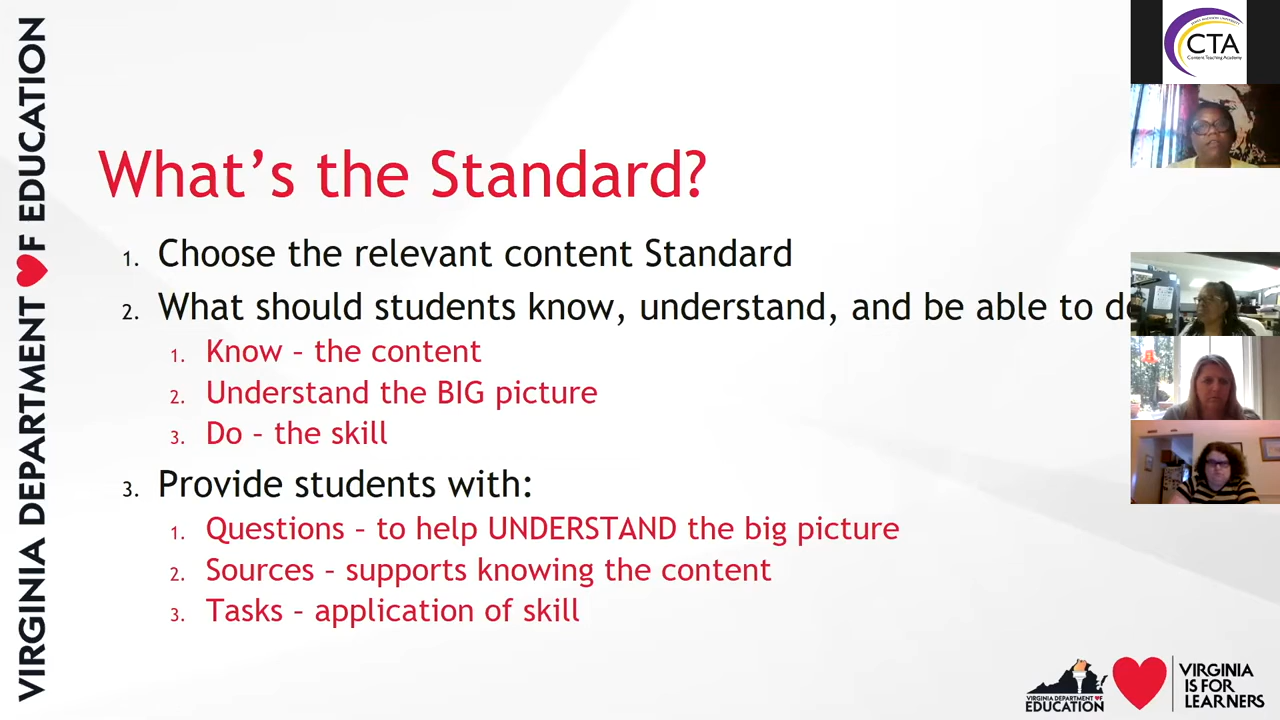 VIRGINIA DEPARTMENT OF EDUCATION
What's the Standard?
1. Choose the relevant content Standard
2. What should students know, understand, and be able to do
1. Know – the content
2. Understand the BIG picture
3. Do – the skill
3. Provide students with:
1. Questions – to help UNDERSTAND the big picture
2. Sources – supports knowing the content
3. Tasks – application of skill
CTA
Content Teaching Academy
VIRGINIA DEPARTMENT OF
EDUCATION
VIRGINIA
IS FOR
LEARNERS